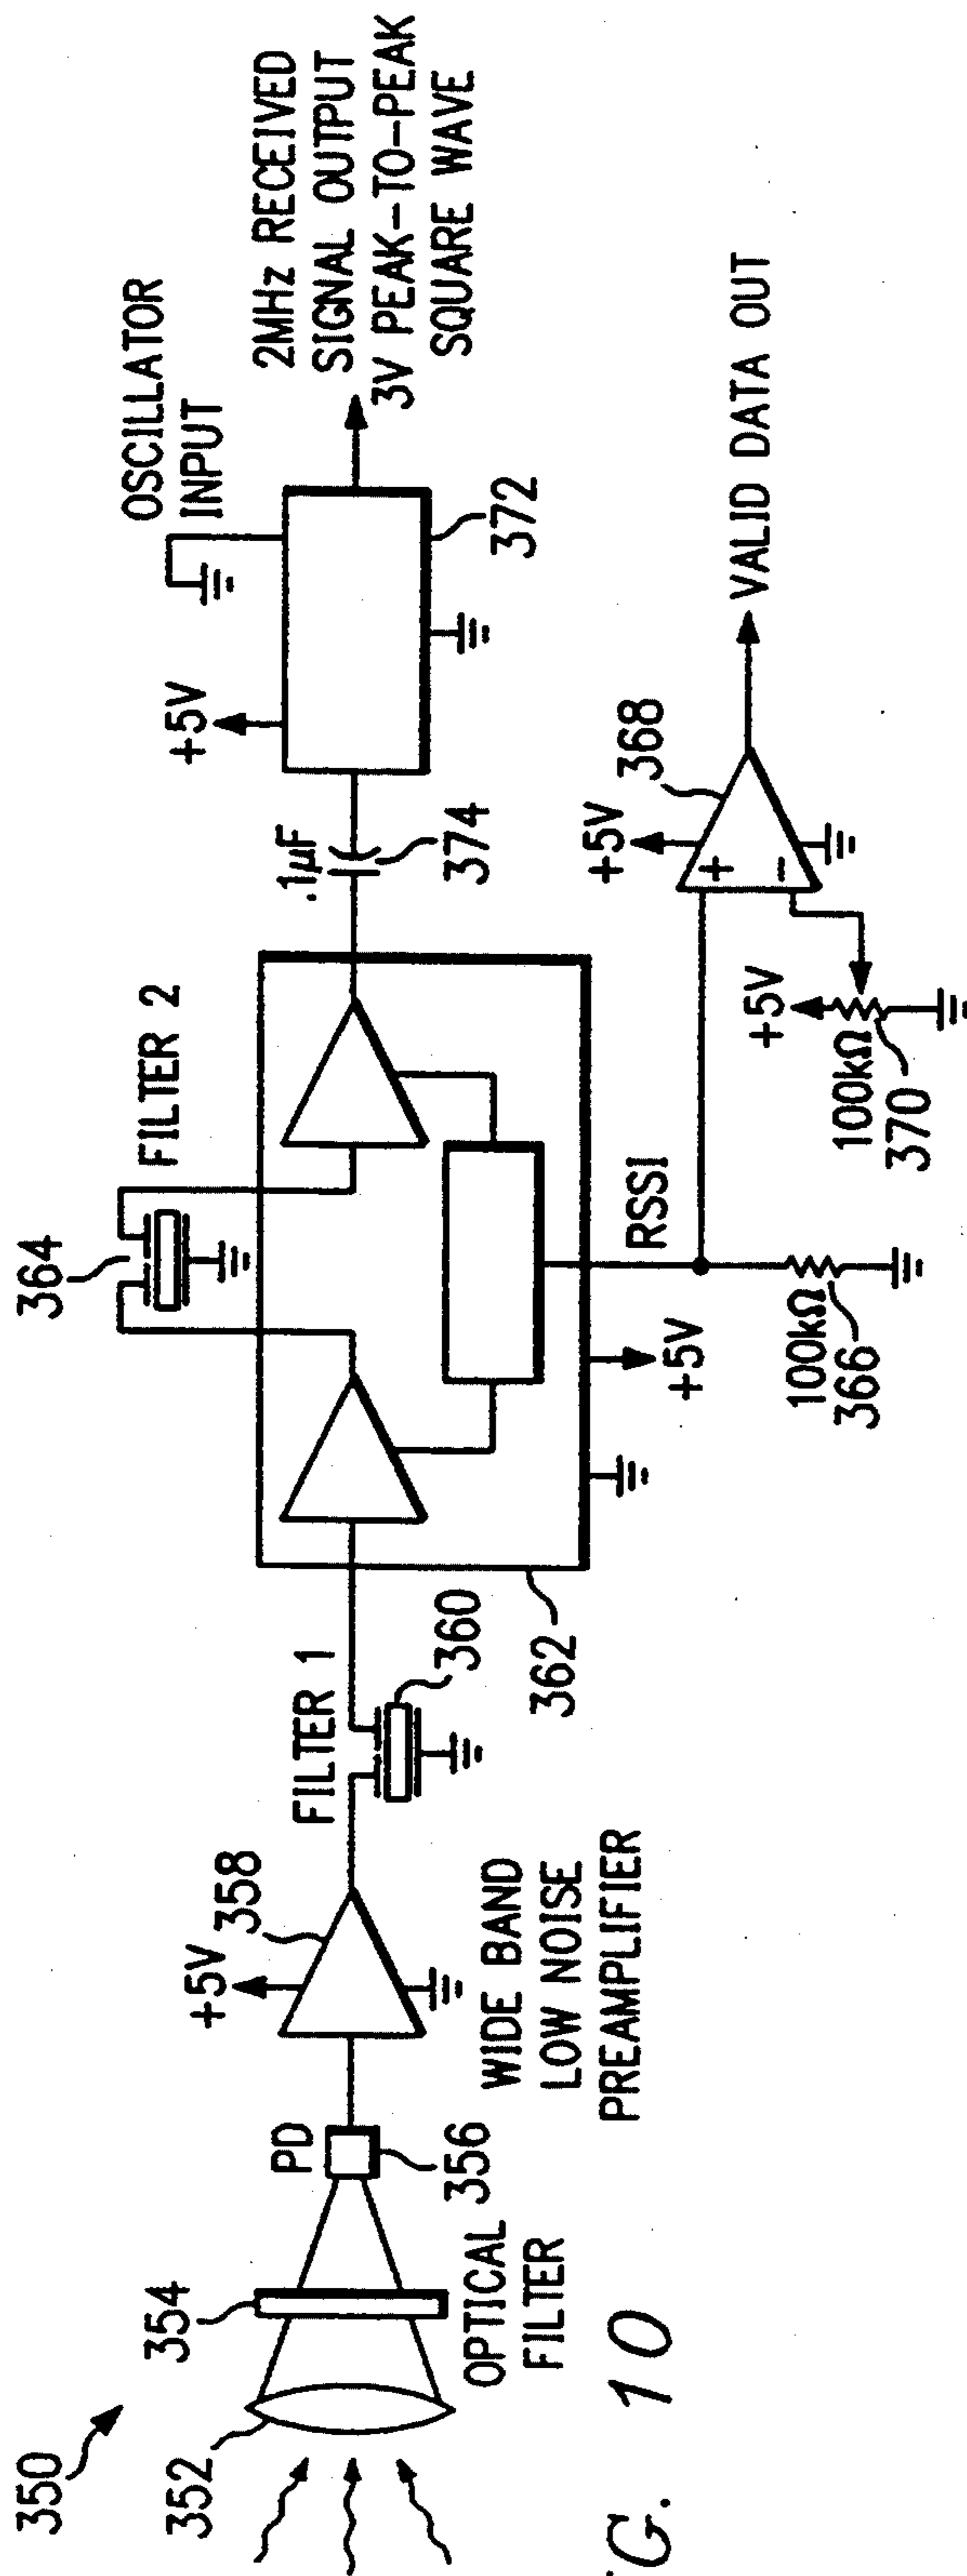 350
352
354
OPTICAL
FILTER
PD
356
+5V
358
WIDE BAND
LOW NOISE
PREAMPLIFIER
FILTER 1
360
362
364
FILTER 2
+5V
RSSI
100kΩ
366
.1μF
374
+5V
OSCILLATOR
INPUT
372
2MHz RECEIVED
SIGNAL OUTPUT
3V PEAK-TO-PEAK
SQUARE WAVE
+5V
100kΩ
370
+5V
368
+
-
VALID DATA OUT
G. 10